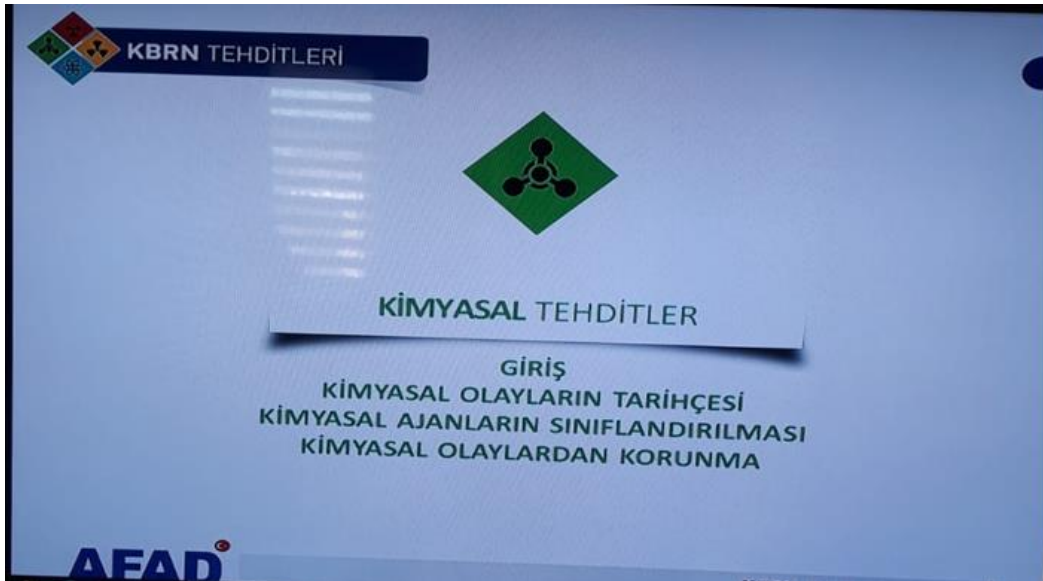 KBRN TEHDİTLERİ
KİMYASAL TEHDİTLER
GİRİŞ
KİMYASAL OLAYLARIN TARİHÇESİ
KİMYASAL AJANLARIN SINIFLANDIRILMASI
KİMYASAL OLAYLARDAN KORUNMA
AFAD